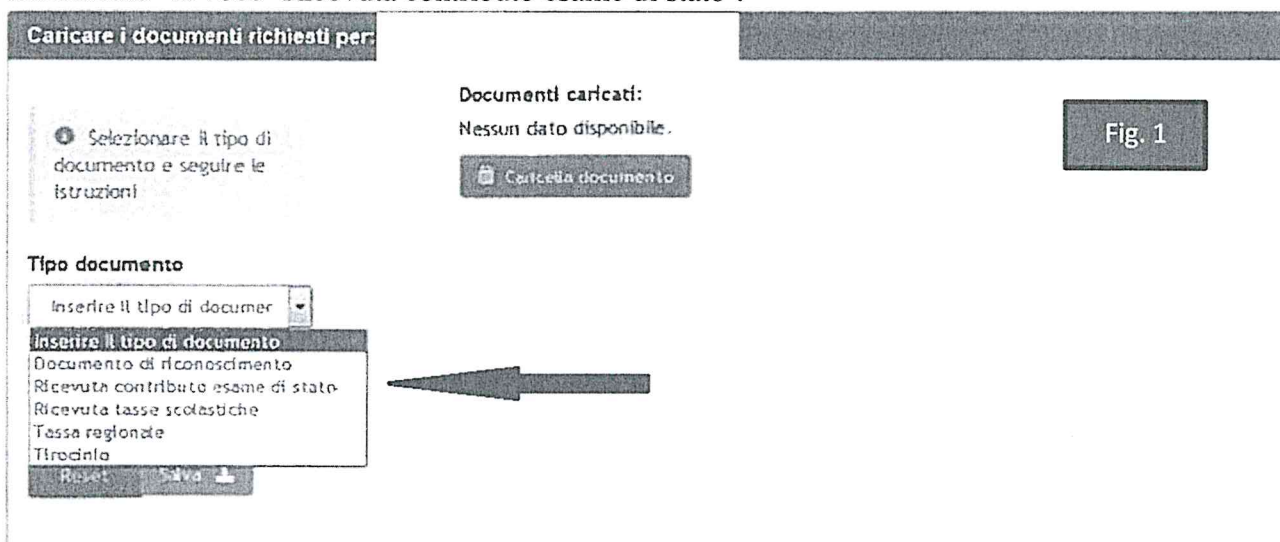 Caricare i documenti richiesti per:
Documenti caricati:
Nessun dato disponibile.
Cancella documento
Selezionare il tipo di
documento e seguire le
istruzioni
Fig. 1
Tipo documento
Inserire il tipo di documer
Inserire il tipo di documento
Documento di riconoscimento
Ricevuta contributo esame di stato
Ricevuta tasse scolastiche
Tassa regionale
Tirocinio
Reset
Salva